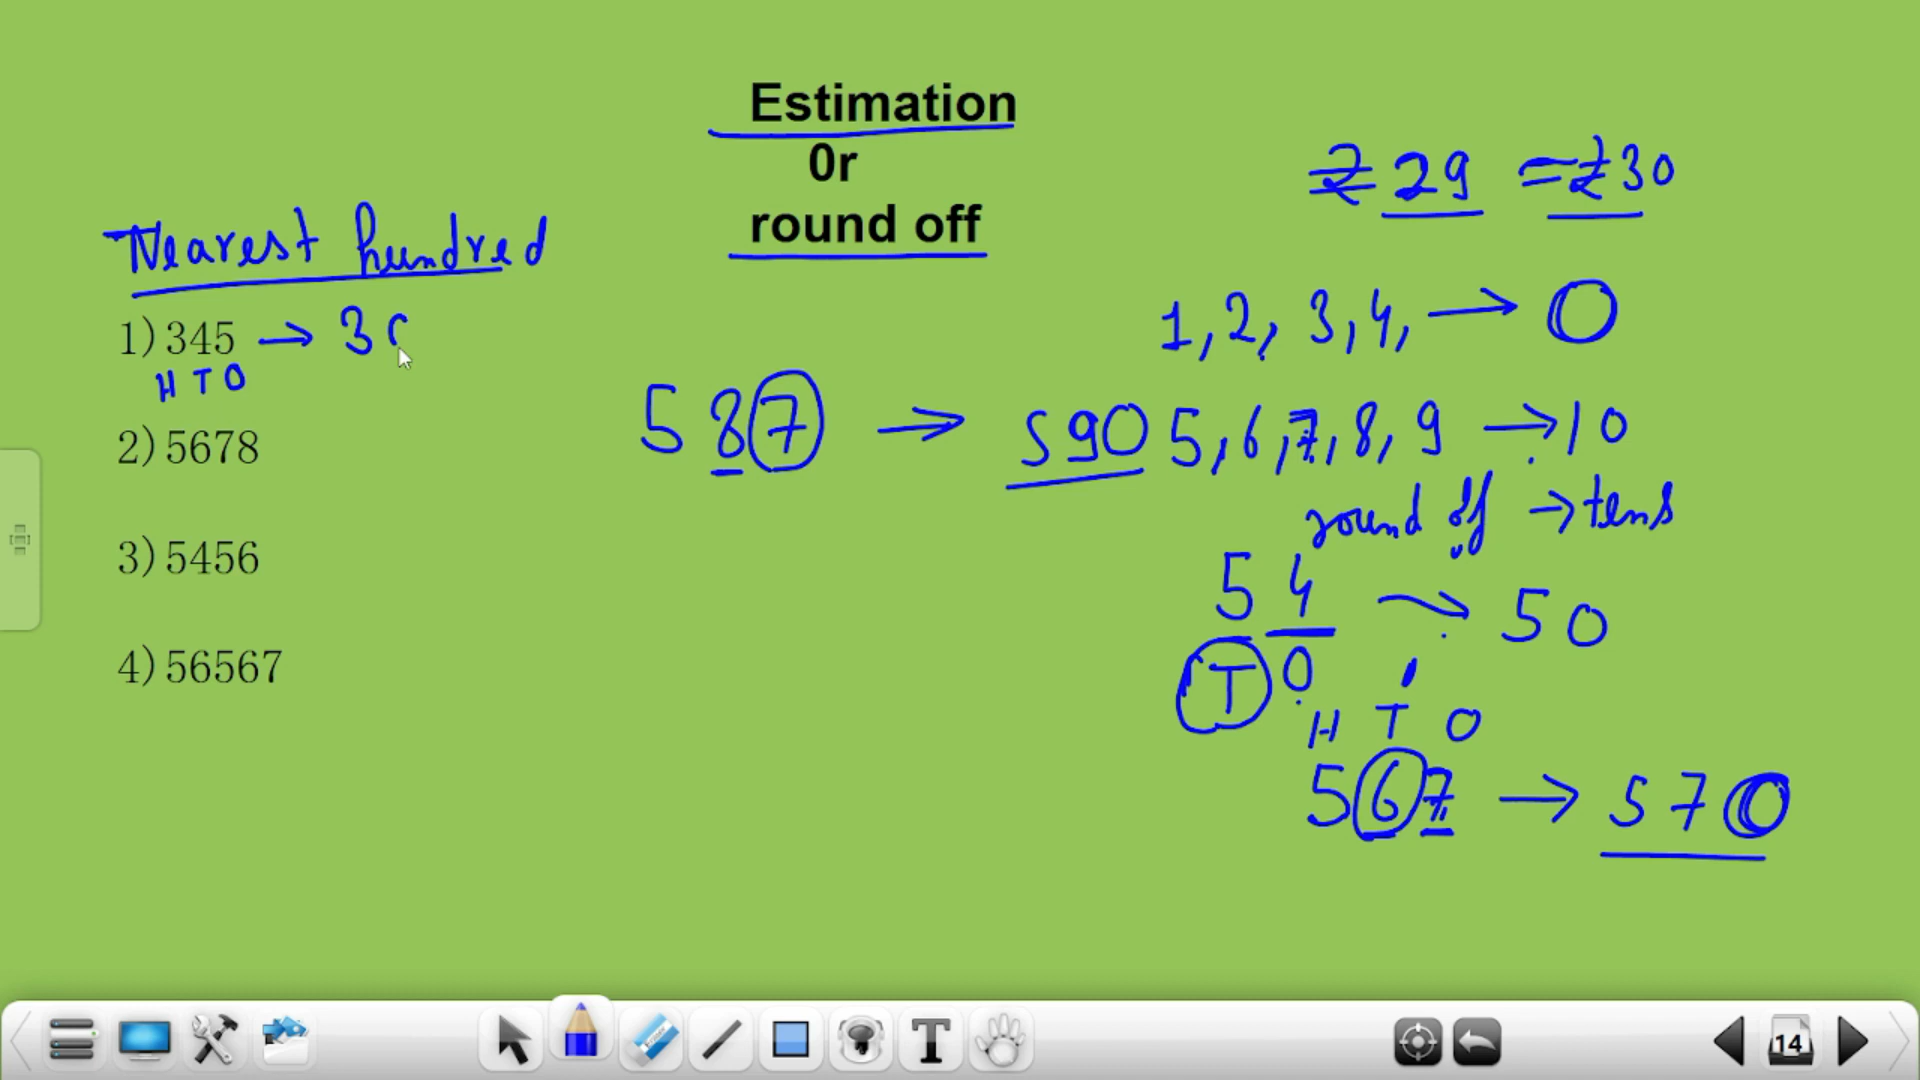 Estimation
0r
round off
Nearest hundred
1) 345 → 30
H T O
2) 5678
3) 5456
4) 56567
587 → 590
₹ 29 = ₹ 30
1, 2, 3, 4, → 0
5, 6, 7, 8, 9 → 10
round off → tens
54 → 50
T O
H T O
567 → 570
T
14